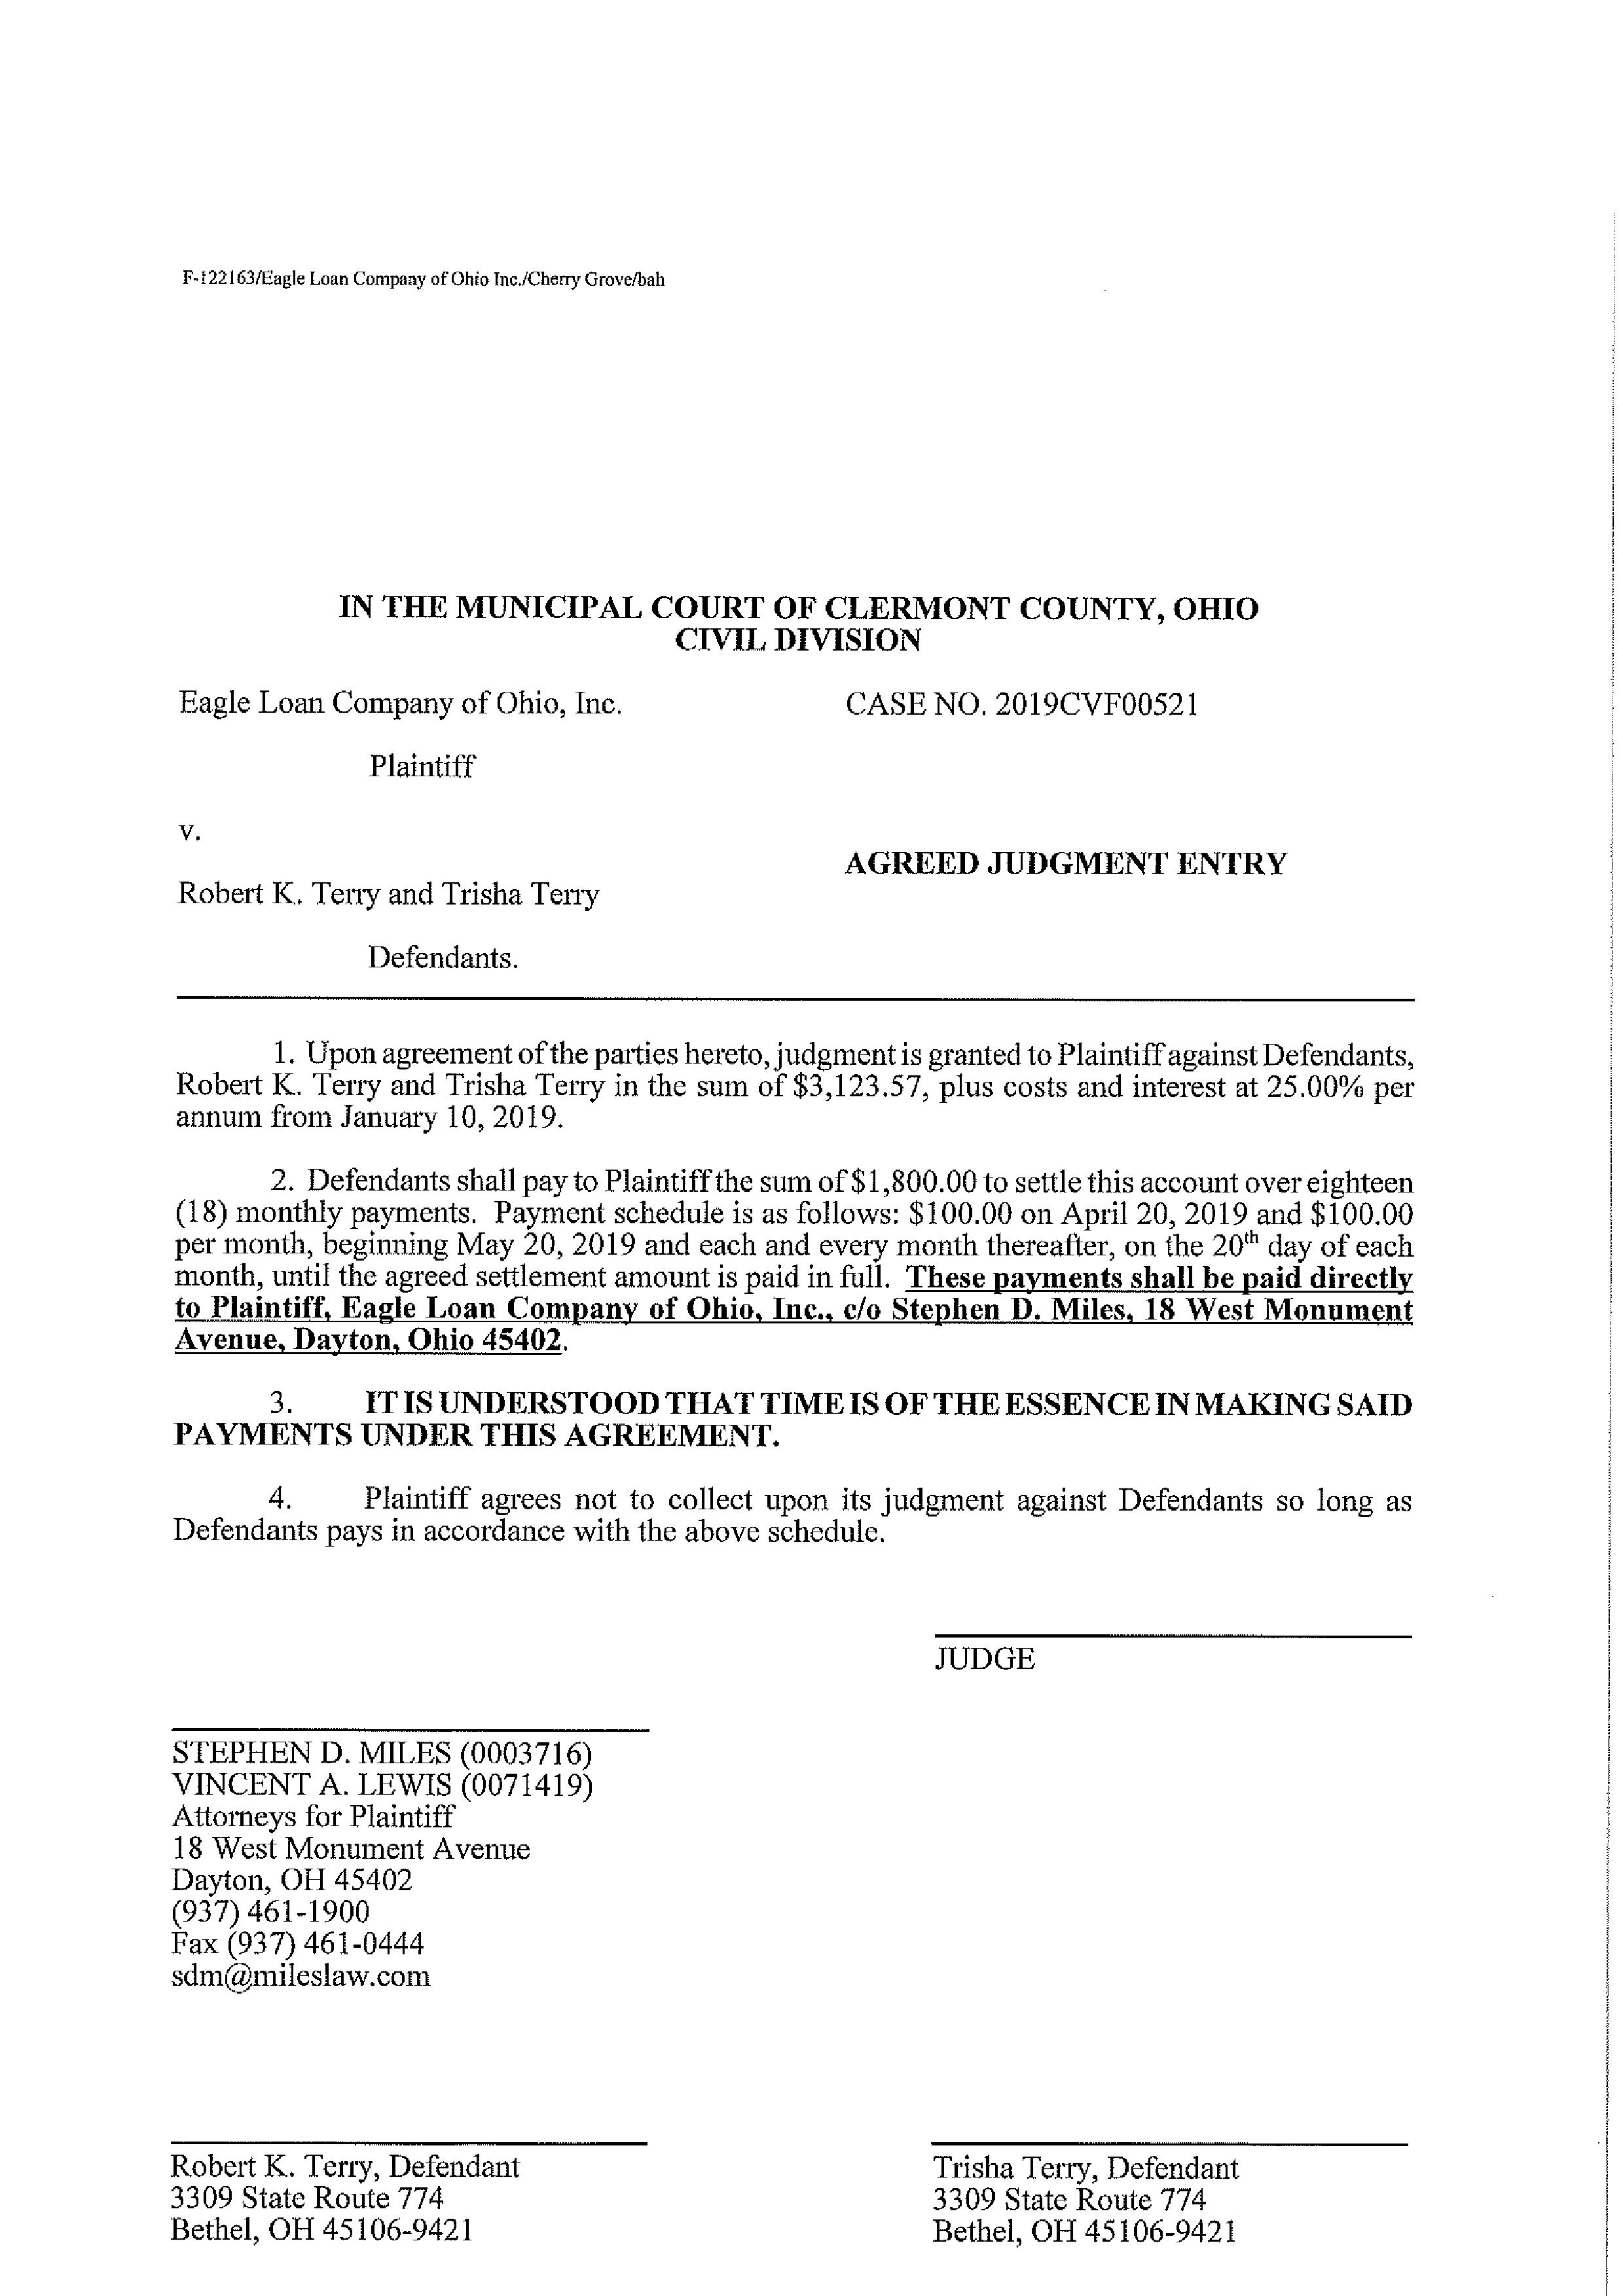 F-122163/Eagle Loan Company of Ohio Inc./Cherry Grove/bah
IN THE MUNICIPAL COURT OF CLERMONT COUNTY, OHIO
CIVIL DIVISION
Eagle Loan Company of Ohio, Inc.
CASE NO. 2019CVF00521
Plaintiff
v.
AGREED JUDGMENT ENTRY
Robert K. Terry and Trisha Terry
Defendants.
1. Upon agreement of the parties hereto, judgment is granted to Plaintiff against Defendants,
Robert K. Terry and Trisha Terry in the sum of $3,123.57, plus costs and interest at 25.00% per
annum from January 10, 2019.
2. Defendants shall pay to Plaintiff the sum of $1,800.00 to settle this account over eighteen
(18) monthly payments. Payment schedule is as follows: $100.00 on April 20, 2019 and $100.00
per month, beginning May 20, 2019 and each and every month thereafter, on the 20th day of each
month, until the agreed settlement amount is paid in full. These payments shall be paid directly
to Plaintiff, Eagle Loan Company of Ohio, Inc., c/o Stephen D. Miles, 18 West Monument
Avenue, Dayton, Ohio 45402.
3. IT IS UNDERSTOOD THAT TIME IS OF THE ESSENCE IN MAKING SAID
PAYMENTS UNDER THIS AGREEMENT.
4. Plaintiff agrees not to collect upon its judgment against Defendants so long as
Defendants pays in accordance with the above schedule.
JUDGE
STEPHEN D. MILES (0003716)
VINCENT A. LEWIS (0071419)
Attorneys for Plaintiff
18 West Monument Avenue
Dayton, OH 45402
(937) 461-1900
Fax (937) 461-0444
sdm@mileslaw.com
Robert K. Terry, Defendant
3309 State Route 774
Bethel, OH 45106-9421
Trisha Terry, Defendant
3309 State Route 774
Bethel, OH 45106-9421